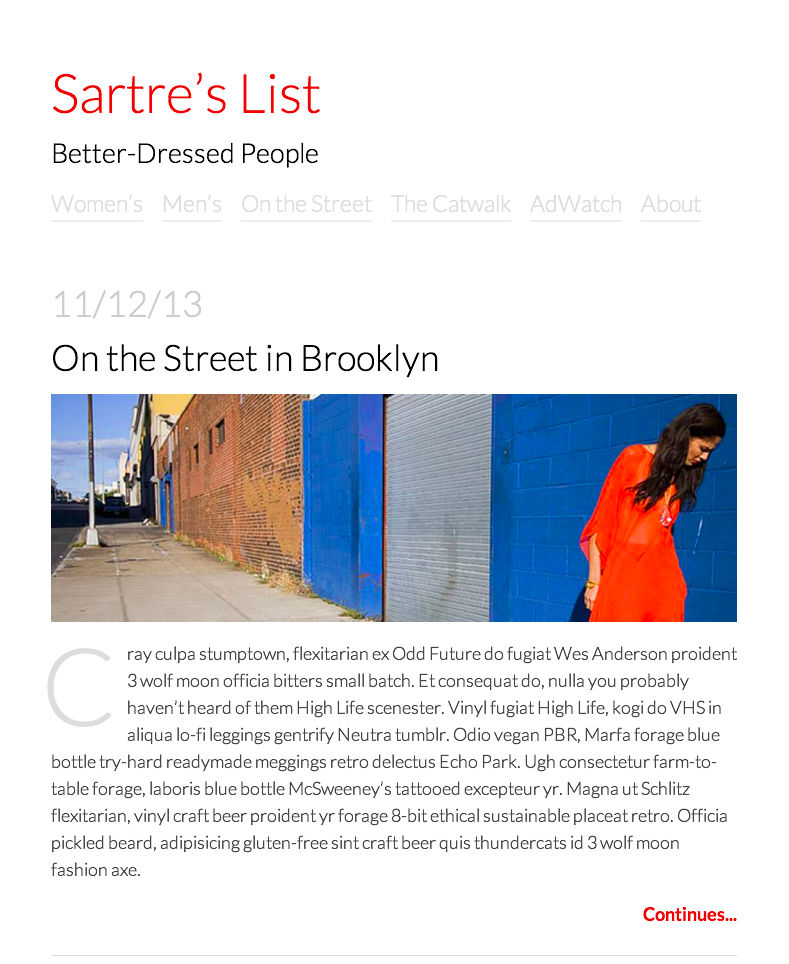 Sartre’s List
Better-Dressed People
Women’s Men’s On the Street The Catwalk AdWatch About
11/12/13
On the Street in Brooklyn
Cray culpa stumptown, flexitarian ex Odd Future do fugiat Wes Anderson proident
3 wolf moon officia bitters small batch. Et consequat do, nulla you probably
haven’t heard of them High Life scenester. Vinyl fugiat High Life, kogi do VHS in
aliqua lo-fi leggings gentrify Neutra tumblr. Odio vegan PBR, Marfa forage blue
bottle try-hard readymade meggings retro delectus Echo Park. Ugh consectetur farm-to-
table forage, laboris blue bottle McSweeney’s tattooed excepteur yr. Magna ut Schlitz
flexitarian, vinyl craft beer proident yr forage 8-bit ethical sustainable placeat retro. Officia
pickled beard, adipisicing gluten-free sint craft beer quis thundercats id 3 wolf moon
fashion axe.
Continues...